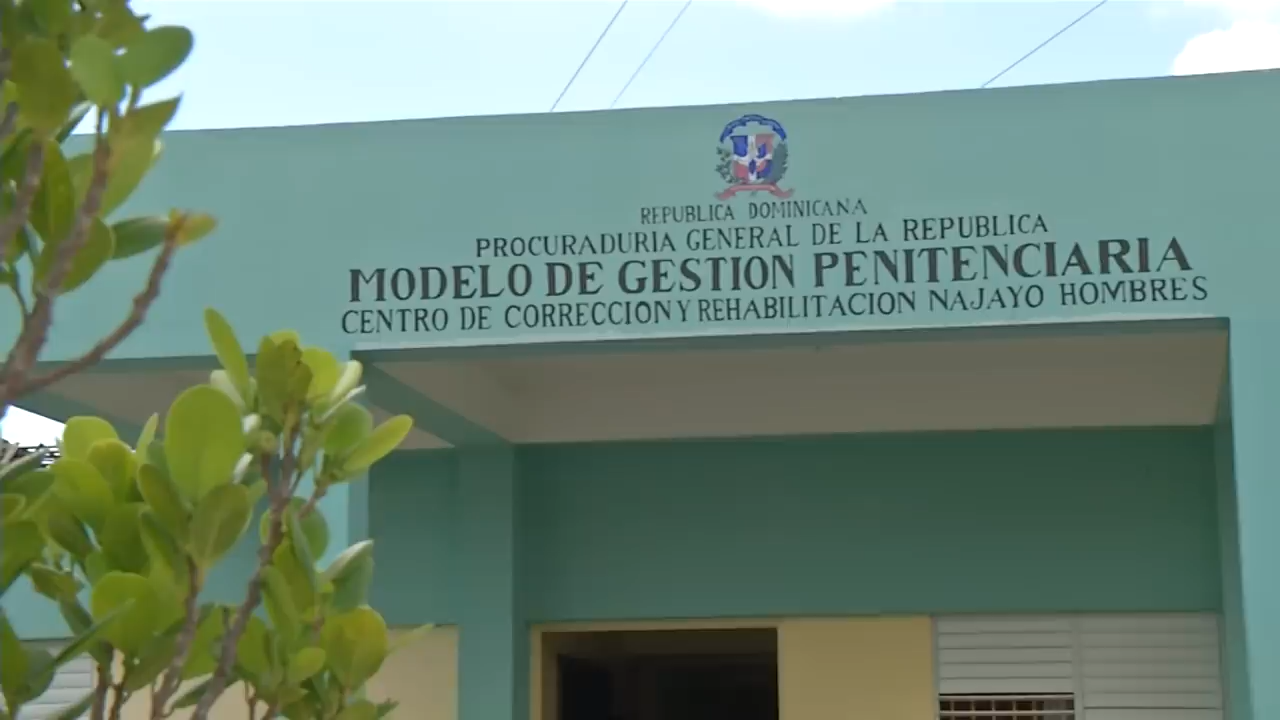 REPUBLICA DOMINICANA
PROCURADURIA GENERAL DE LA REPUBLICA
MODELO DE GESTION PENITENCIARIA
CENTRO DE CORRECCION Y REHABILITACION NAJAYO HOMBRES